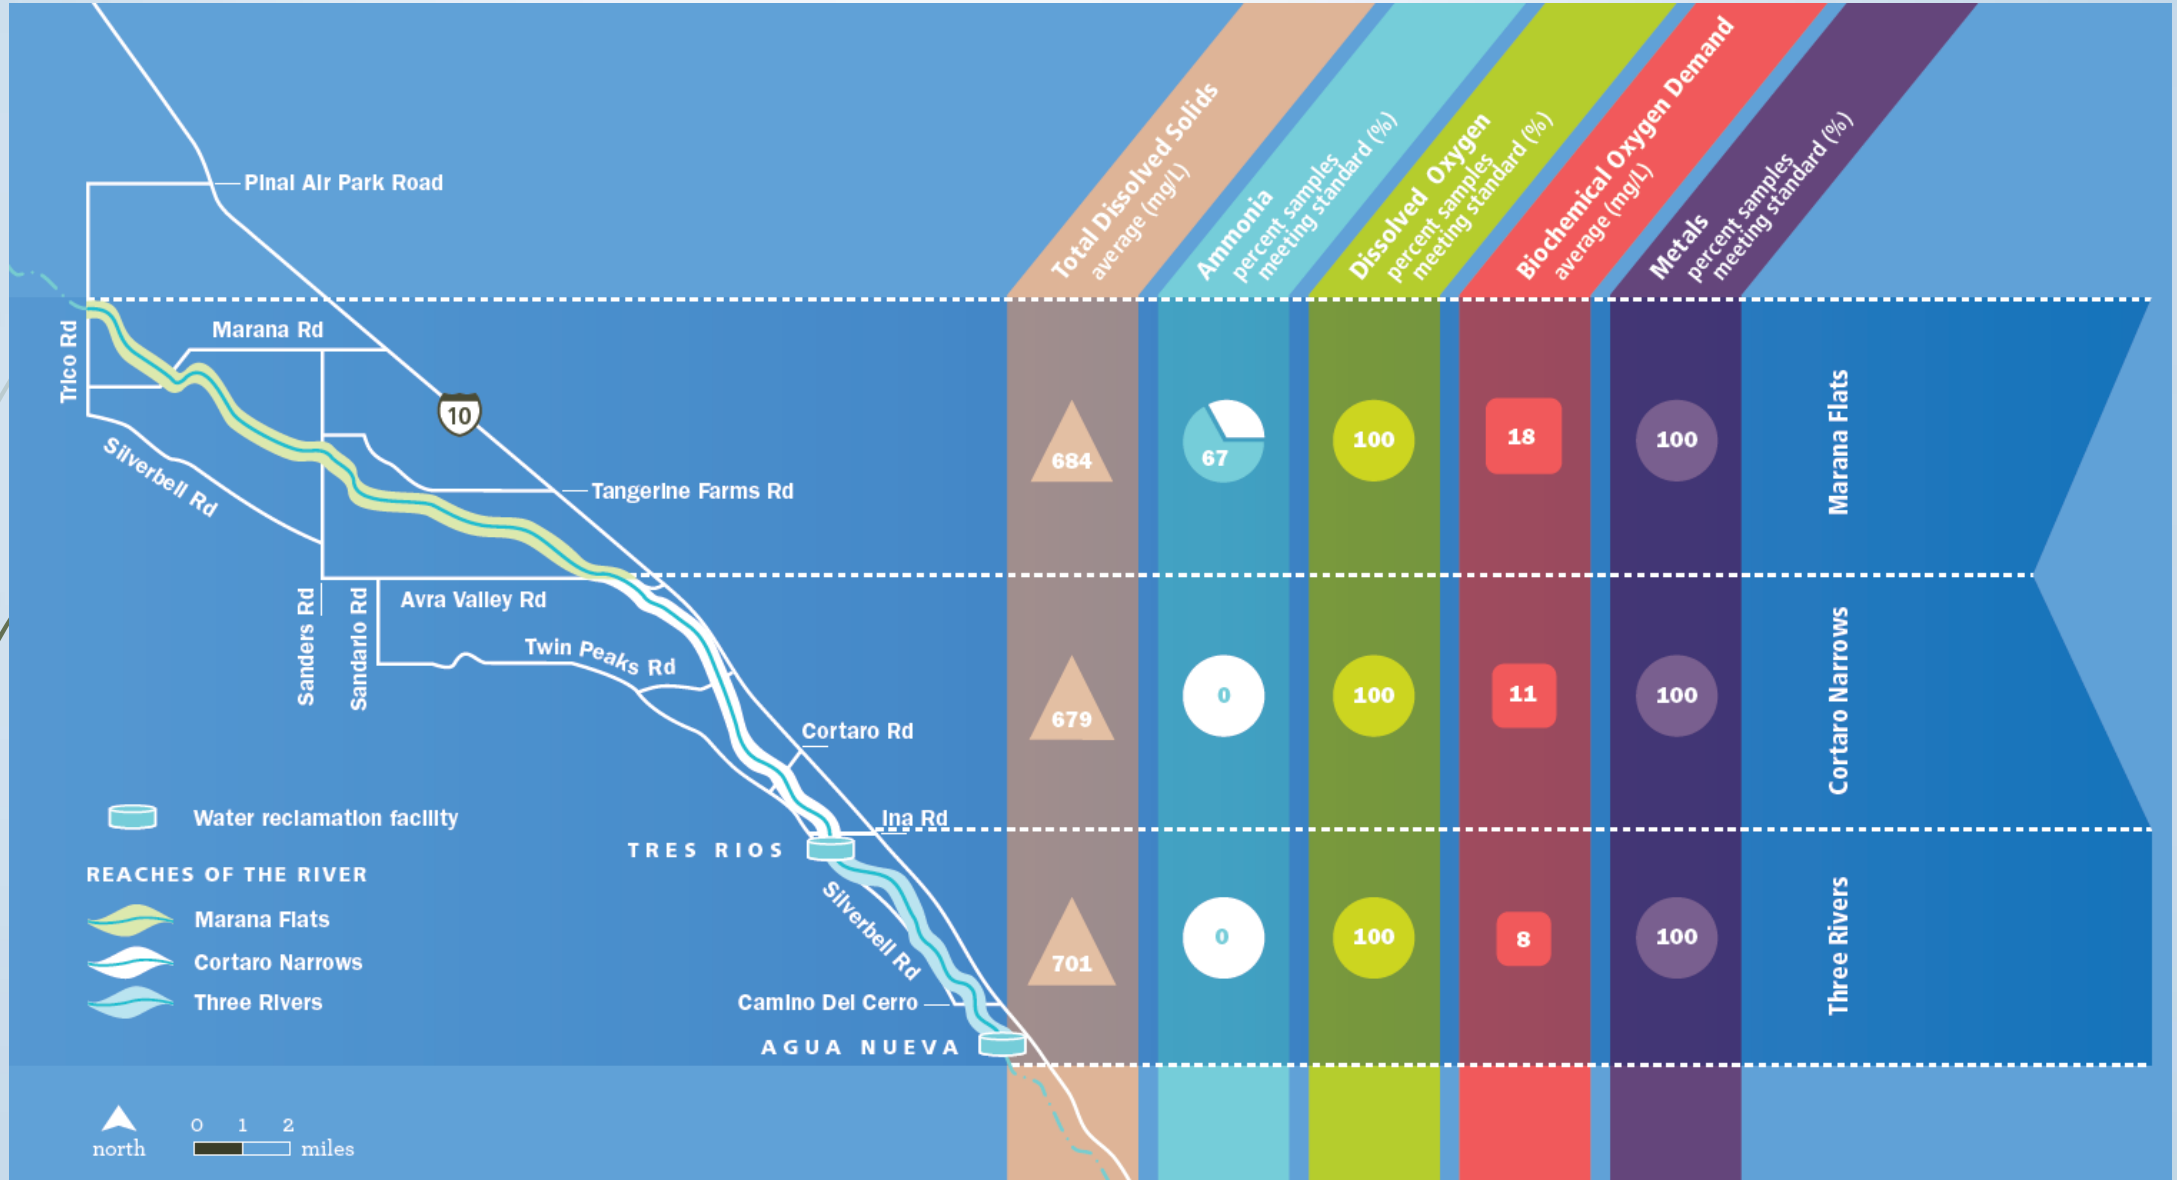 Total Dissolved Solids
average (mg/L)
Ammonia
percent samples
meeting standard (%)
Dissolved Oxygen
percent samples
meeting standard (%)
Biochemical Oxygen Demand
average (mg/L)
Metals
percent samples
meeting standard (%)
Pinal Air Park Road
Trico Rd
Marana Rd
10
Silverbell Rd
Tangerine Farms Rd
Sanders Rd
Sandario Rd
Avra Valley Rd
Twin Peaks Rd
Cortaro Rd
Ina Rd
TRES RIOS
Silverbell Rd
Camino Del Cerro
AGUA NUEVA
684
67
100
18
100
Marana Flats
679
0
100
11
100
Cortaro Narrows
701
0
100
8
100
Three Rivers
Water reclamation facility
REACHES OF THE RIVER
Marana Flats
Cortaro Narrows
Three Rivers
north
0 1 2
miles